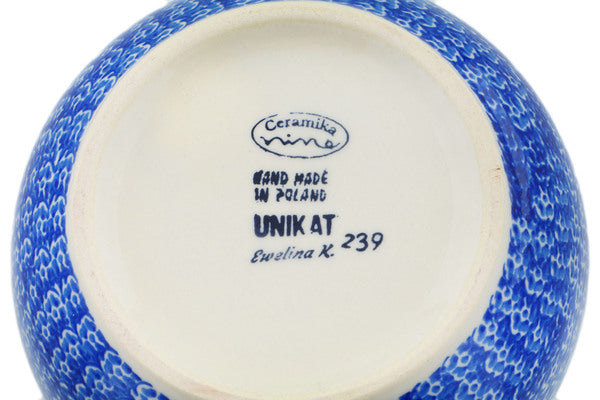 Ceramika
nina
HAND MADE
IN POLAND
UNIKAT
Ewelina K. 239